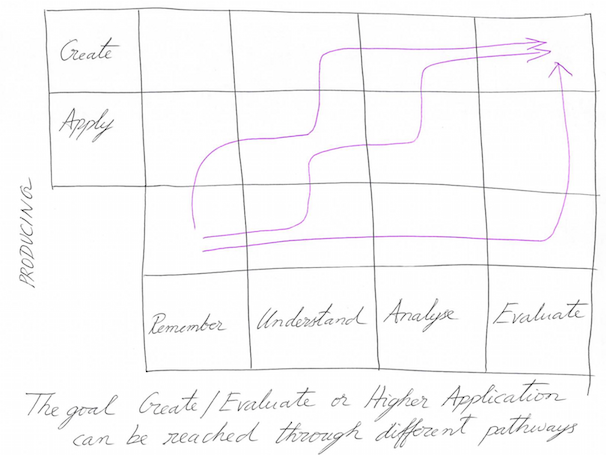 Create
Apply
PRODUCING
Remember
Understand
Analyse
Evaluate
The goal Create/Evaluate or Higher Application
can be reached through different pathways